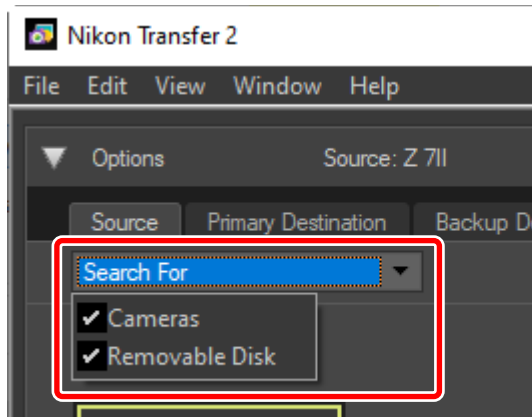 Nikon Transfer 2
File Edit View Window Help
Options Source: Z 7II
Source Primary Destination Backup
Search For
Cameras
Removable Disk